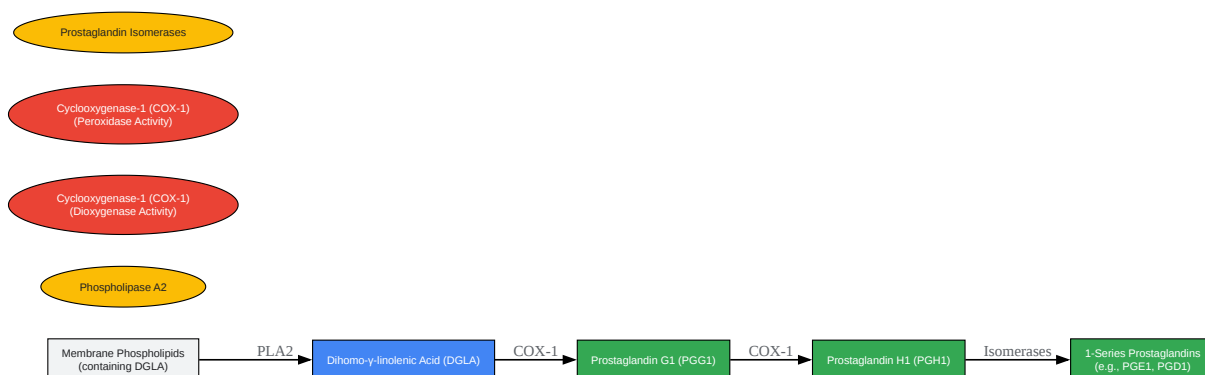 Prostaglandin Isomerases
Cyclooxygenase-1 (COX-1)
(Peroxidase Activity)
Cyclooxygenase-1 (COX-1)
(Dioxygenase Activity)
Phospholipase A2
Membrane Phospholipids
(containing DGLA)
PLA2
Dihomo-γ-linolenic Acid (DGLA)
COX-1
Prostaglandin G1 (PGG1)
COX-1
Prostaglandin H1 (PGH1)
Isomerases
1-Series Prostaglandins
(e.g., PGE1, PGD1)